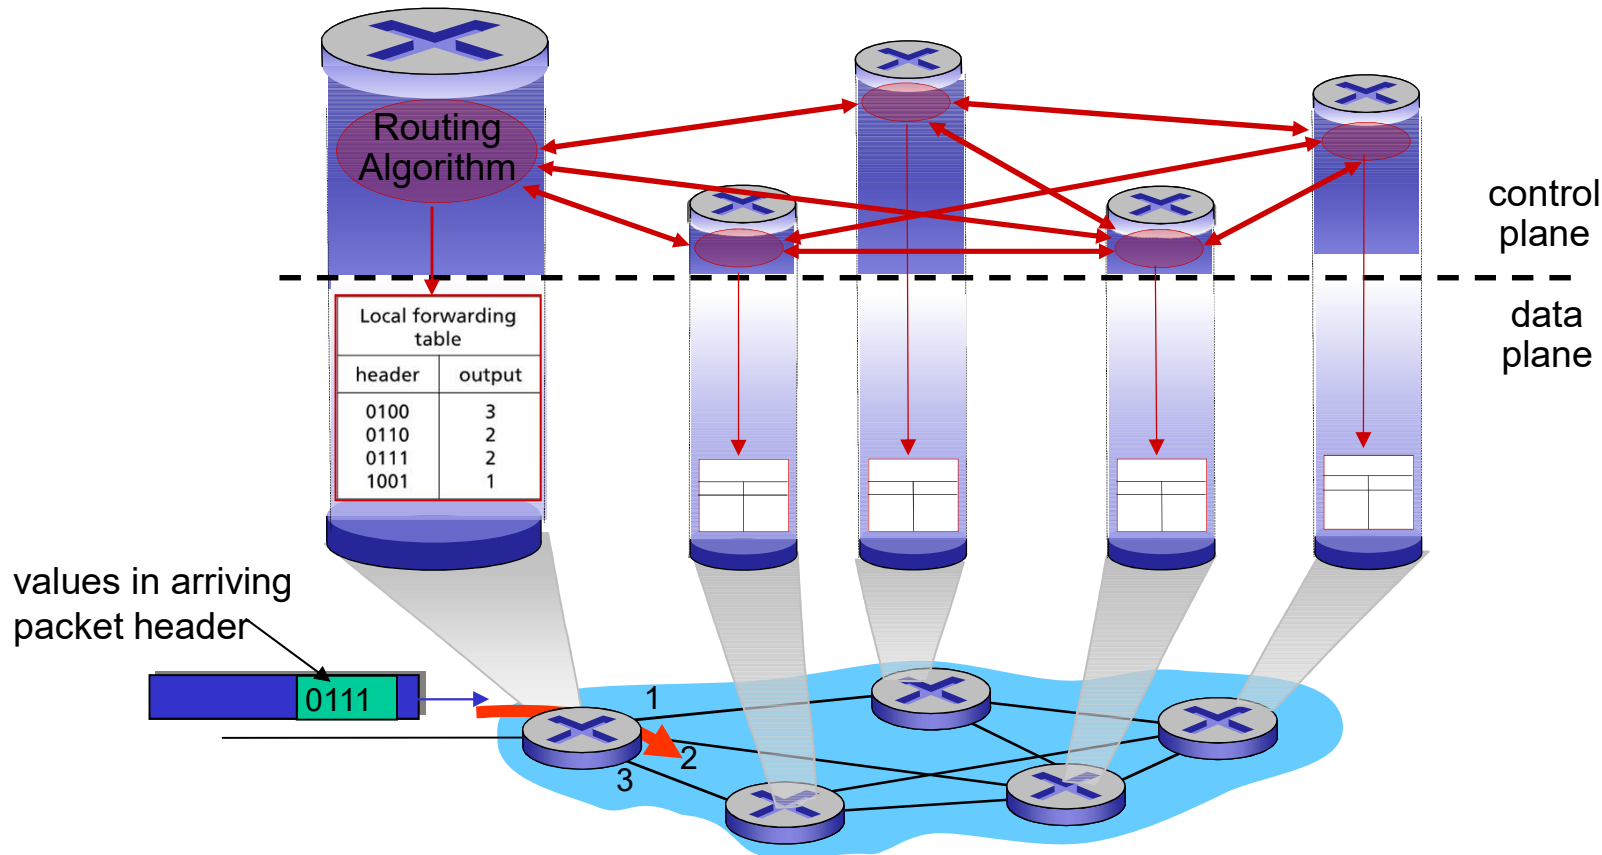 Routing
Algorithm
control
plane
data
plane
Local forwarding
table
header output
0100 3
0110 2
0111 2
1001 1
values in arriving
packet header
0111
1
2
3